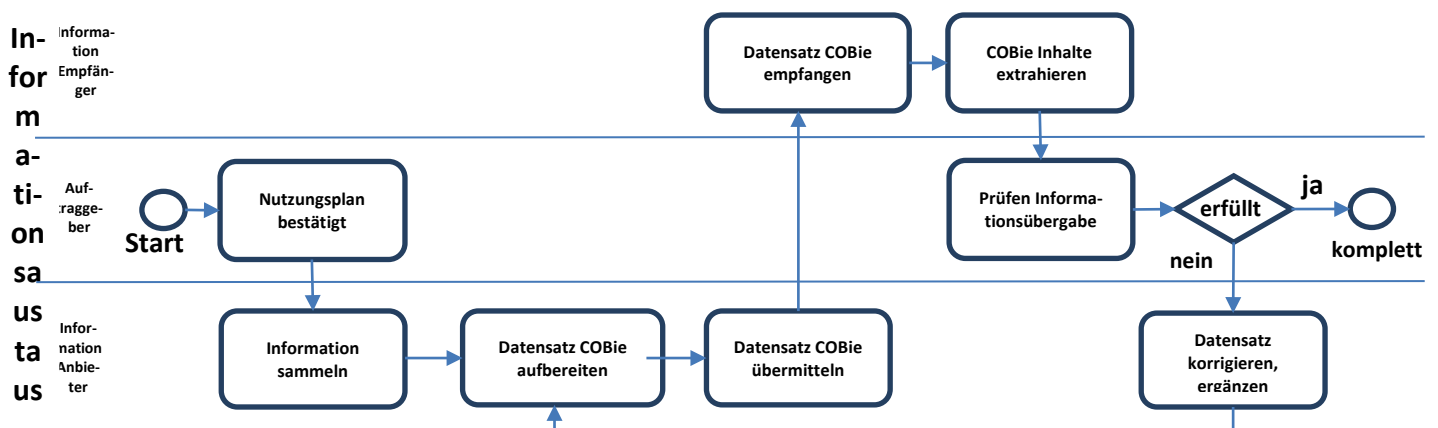 In-
for
m
a-
ti-
on
sa
us
ta
us
Informa-
tion
Empfän-
ger
Datensatz COBie
empfangen
COBie Inhalte
extrahieren
Auf-
tragge-
ber
Start
Nutzungsplan
bestätigt
Prüfen Informa-
tionsübergabe
erfüllt
ja
nein
komplett
Infor-
mation
Anbie-
ter
Information
sammeln
Datensatz COBie
aufbereiten
Datensatz COBie
übermitteln
Datensatz
korrigieren,
ergänzen